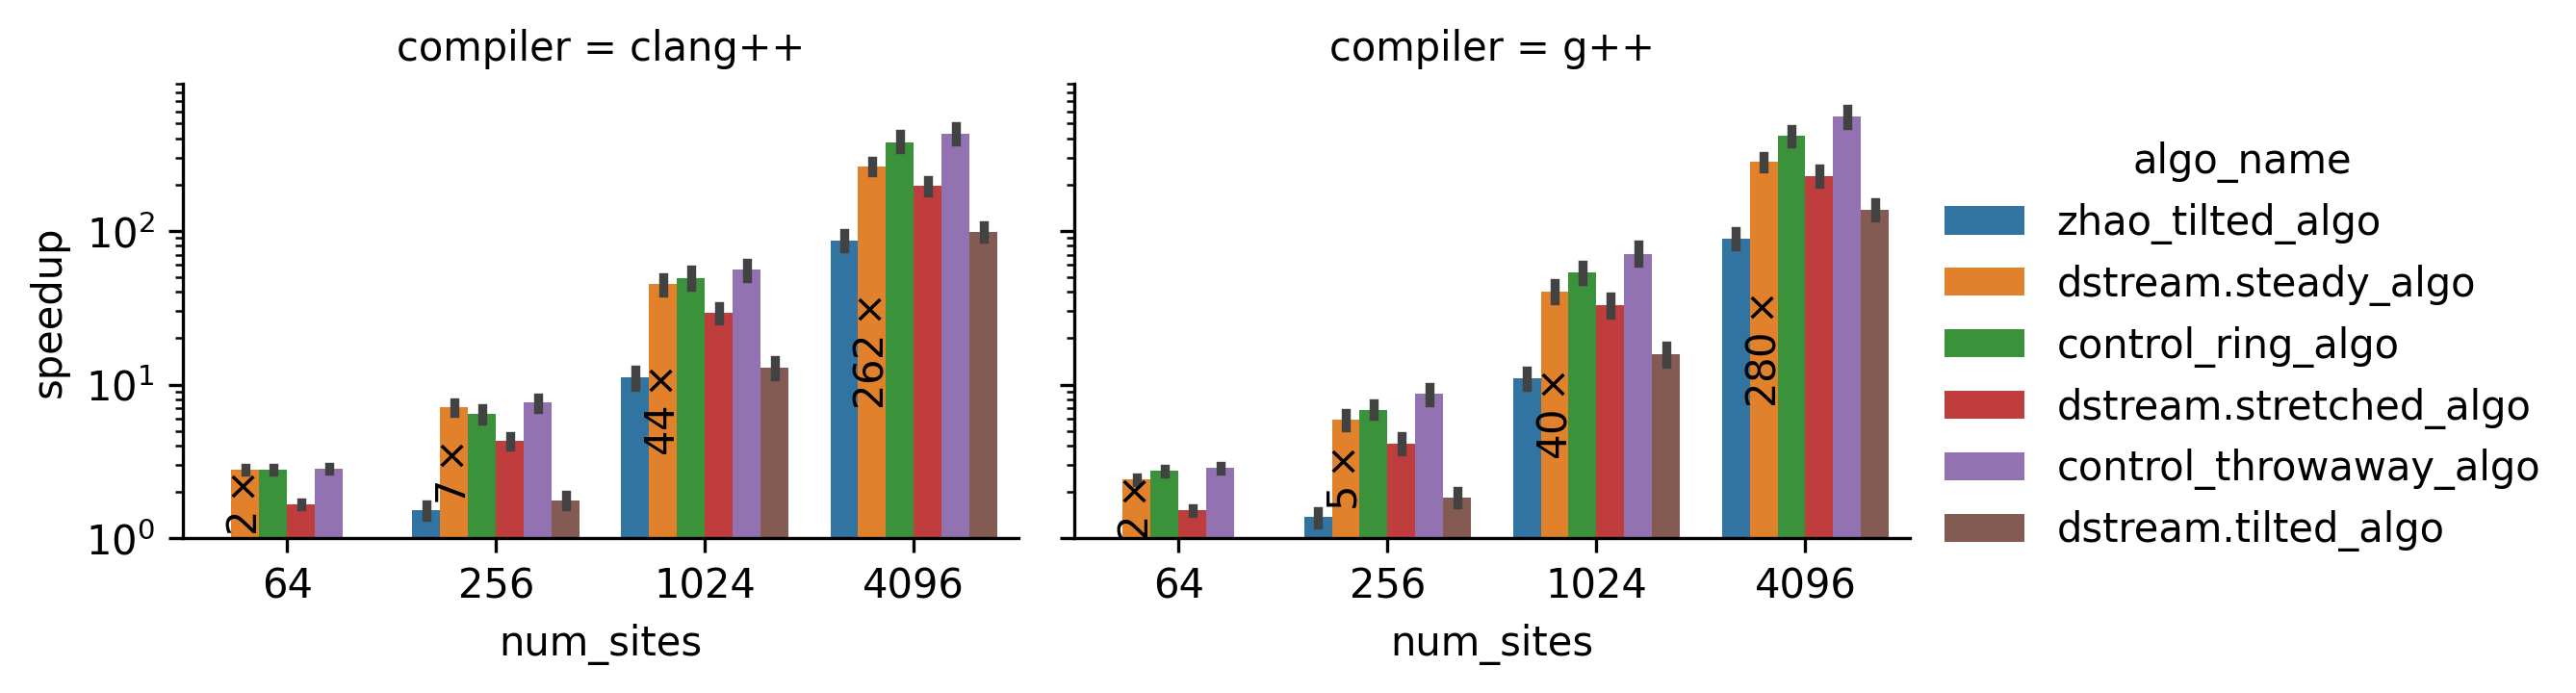 compiler = clang++
compiler = g++
speedup
10²
10¹
10⁰
2×
7×
44×
262×
2×
5×
40×
280×
64
256
1024
4096
64
256
1024
4096
num_sites
num_sites
algo_name
zhao_tilted_algo
dstream.steady_algo
control_ring_algo
dstream.stretched_algo
control_throwaway_algo
dstream.tilted_algo